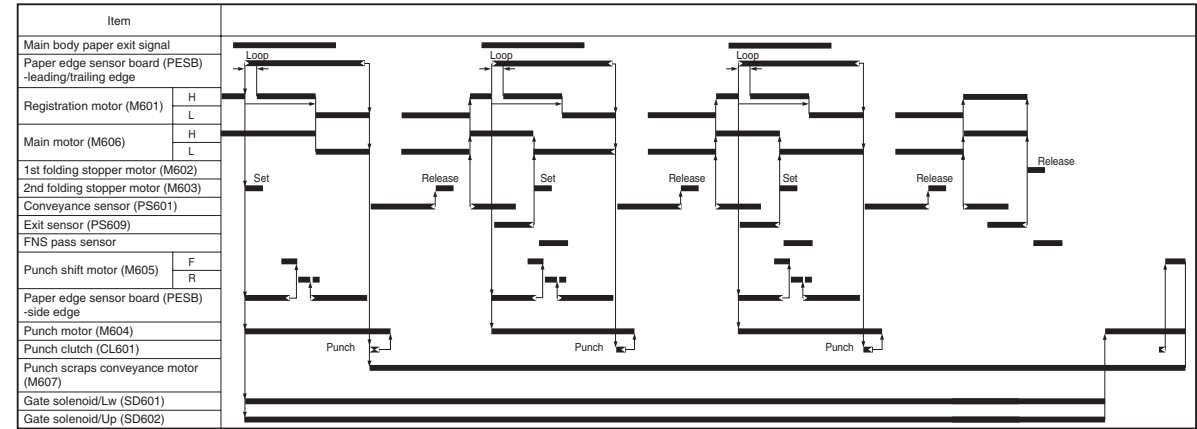 Item
Main body paper exit signal
Paper edge sensor board (PESB)
-leading/trailing edge
Loop Loop Loop
Registration motor (M601) H
L
Main motor (M606) H
L
1st folding stopper motor (M602) Release
2nd folding stopper motor (M603) Set Release Set Release Set Release
Conveyance sensor (PS601)
Exit sensor (PS609)
FNS pass sensor
Punch shift motor (M605) F
R
Paper edge sensor board (PESB)
-side edge
Punch motor (M604)
Punch clutch (CL601) Punch Punch Punch
Punch scraps conveyance motor
(M607)
Gate solenoid/Lw (SD601)
Gate solenoid/Up (SD602)